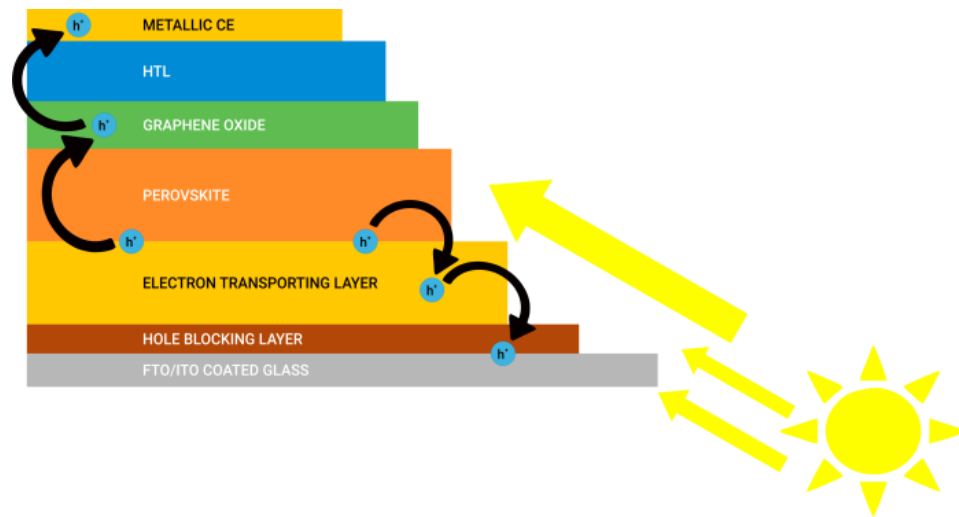 h⁺ METALLIC CE
HTL
h⁺ GRAPHENE OXIDE
PEROVSKITE
h⁺ h⁺
ELECTRON TRANSPORTING LAYER h⁺
HOLE BLOCKING LAYER
h⁺
FTO/ITO COATED GLASS